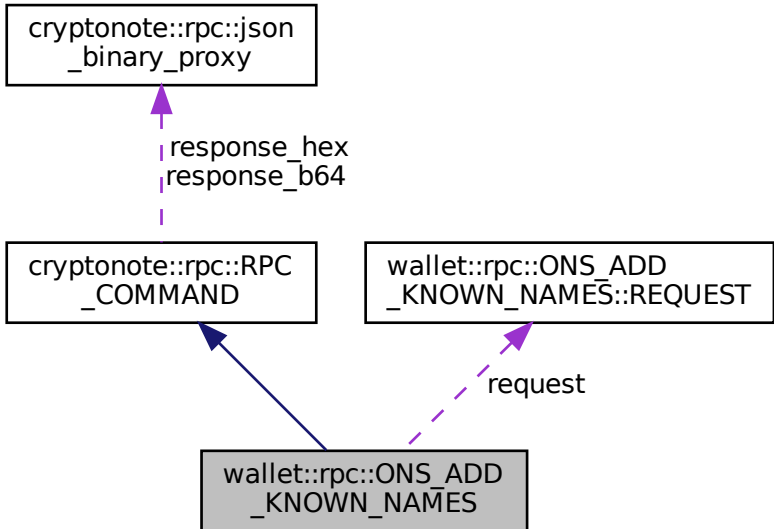 cryptonote::rpc::json
_binary_proxy
response_hex
response_b64
cryptonote::rpc::RPC
_COMMAND
wallet::rpc::ONS_ADD
_KNOWN_NAMES::REQUEST
request
wallet::rpc::ONS_ADD
_KNOWN_NAMES